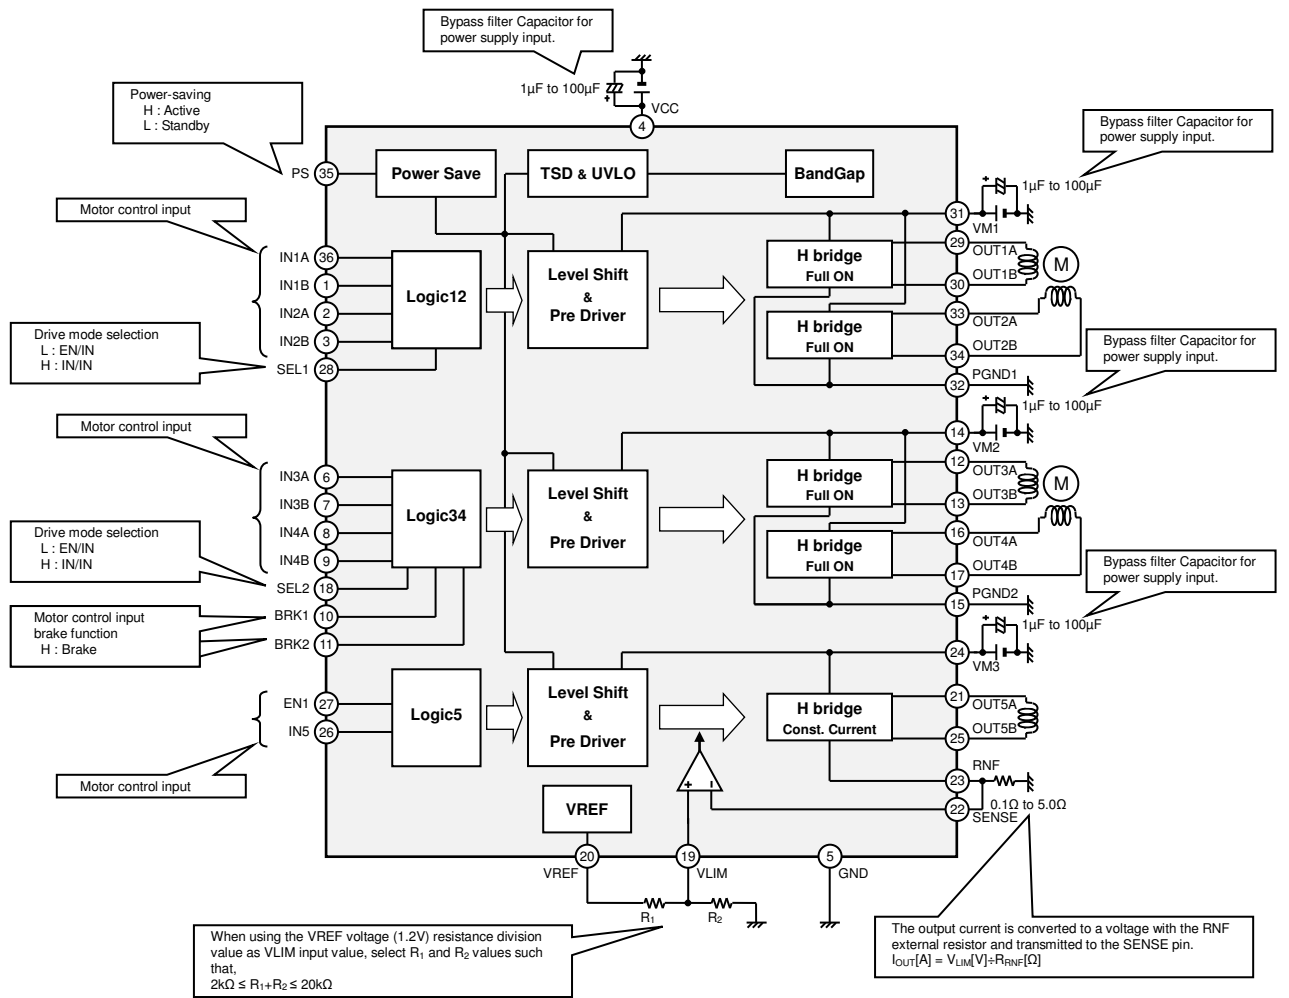 Bypass filter Capacitor for
power supply input.
1µF to 100µF
+
VCC
4
Power-saving
H : Active
L : Standby
PS
35
Power Save
TSD & UVLO
BandGap
Bypass filter Capacitor for
power supply input.
+
1µF to 100µF
31
VM1
Motor control input
IN1A
36
IN1B
1
IN2A
2
IN2B
3
SEL1
28
Logic12
Level Shift
&
Pre Driver
H bridge
Full ON
H bridge
Full ON
29
OUT1A
OUT1B
30
M
33
OUT2A
OUT2B
34
32
PGND1
Drive mode selection
L : EN/IN
H : IN/IN
Bypass filter Capacitor for
power supply input.
+
1µF to 100µF
14
VM2
Motor control input
IN3A
6
IN3B
7
IN4A
8
IN4B
9
SEL2
18
BRK1
10
BRK2
11
Logic34
Level Shift
&
Pre Driver
H bridge
Full ON
H bridge
Full ON
12
OUT3A
OUT3B
13
M
16
OUT4A
OUT4B
17
15
PGND2
Drive mode selection
L : EN/IN
H : IN/IN
Motor control input
brake function
H : Brake
Bypass filter Capacitor for
power supply input.
+
1µF to 100µF
24
VM3
EN1
27
IN5
26
Logic5
Level Shift
&
Pre Driver
H bridge
Const. Current
21
OUT5A
OUT5B
25
Motor control input
+
−
RNF
23
0.1Ω to 5.0Ω
22
SENSE
VREF
20
VREF
19
VLIM
5
GND
R1
R2
When using the VREF voltage (1.2V) resistance division
value as VLIM input value, select R1 and R2 values such
that,
2kΩ ≤ R1+R2 ≤ 20kΩ
The output current is converted to a voltage with the RNF
external resistor and transmitted to the SENSE pin.
IOUT[A] = VLIM[V]÷RRNF[Ω]